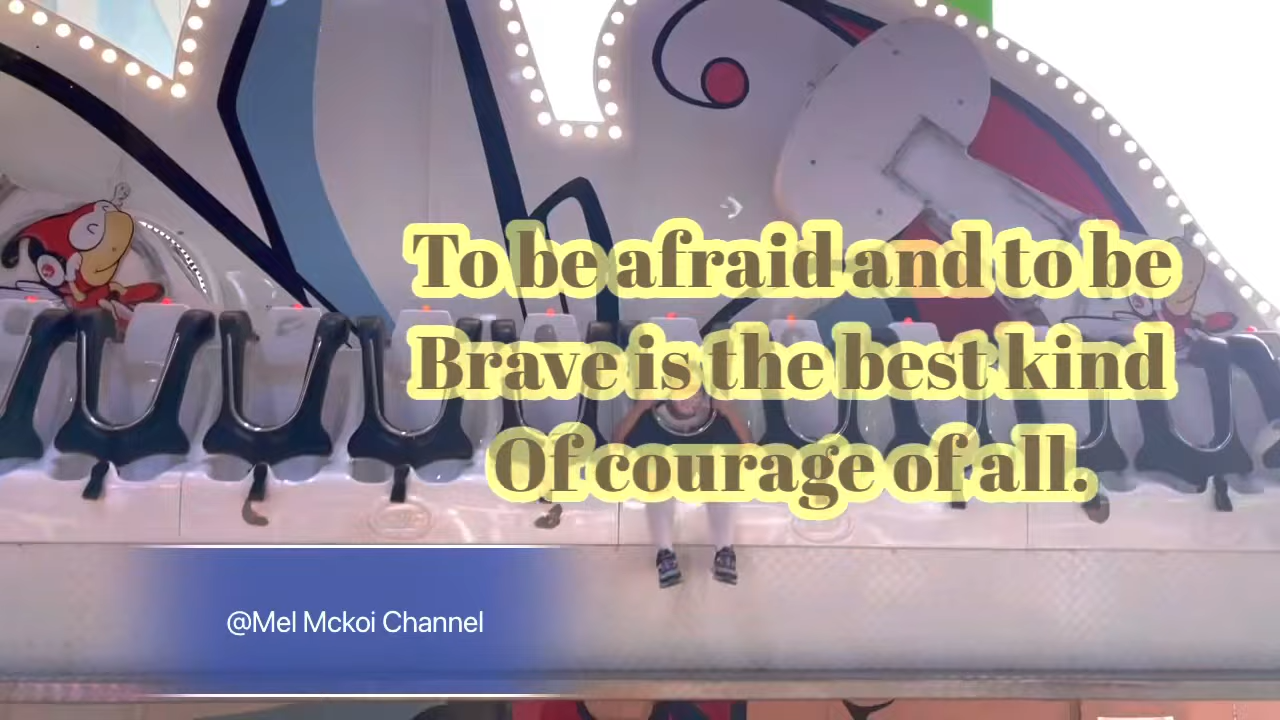 To be afraid and to be
Brave is the best kind
Of courage of all.
@Mel Mckoi Channel